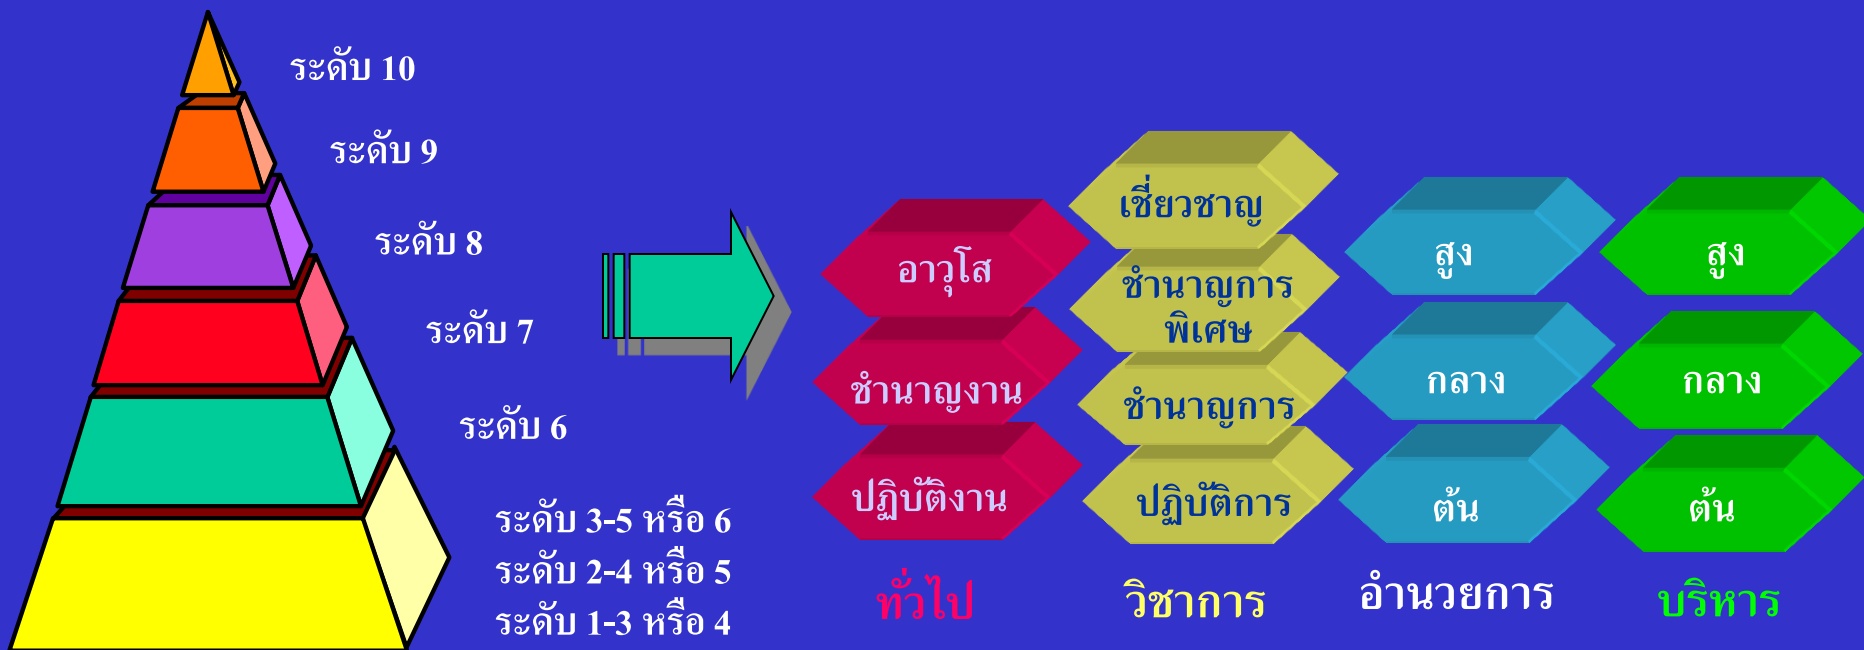 ระดับ 10
ระดับ 9
ระดับ 8
ระดับ 7
ระดับ 6
ระดับ 3-5 หรือ 6
ระดับ 2-4 หรือ 5
ระดับ 1-3 หรือ 4
อาวุโส
ชำนาญงาน
ปฏิบัติงาน
ทั่วไป
เชี่ยวชาญ
ชำนาญการ
พิเศษ
ชำนาญการ
ปฏิบัติการ
วิชาการ
สูง
กลาง
ต้น
อำนวยการ
สูง
กลาง
ต้น
บริหาร